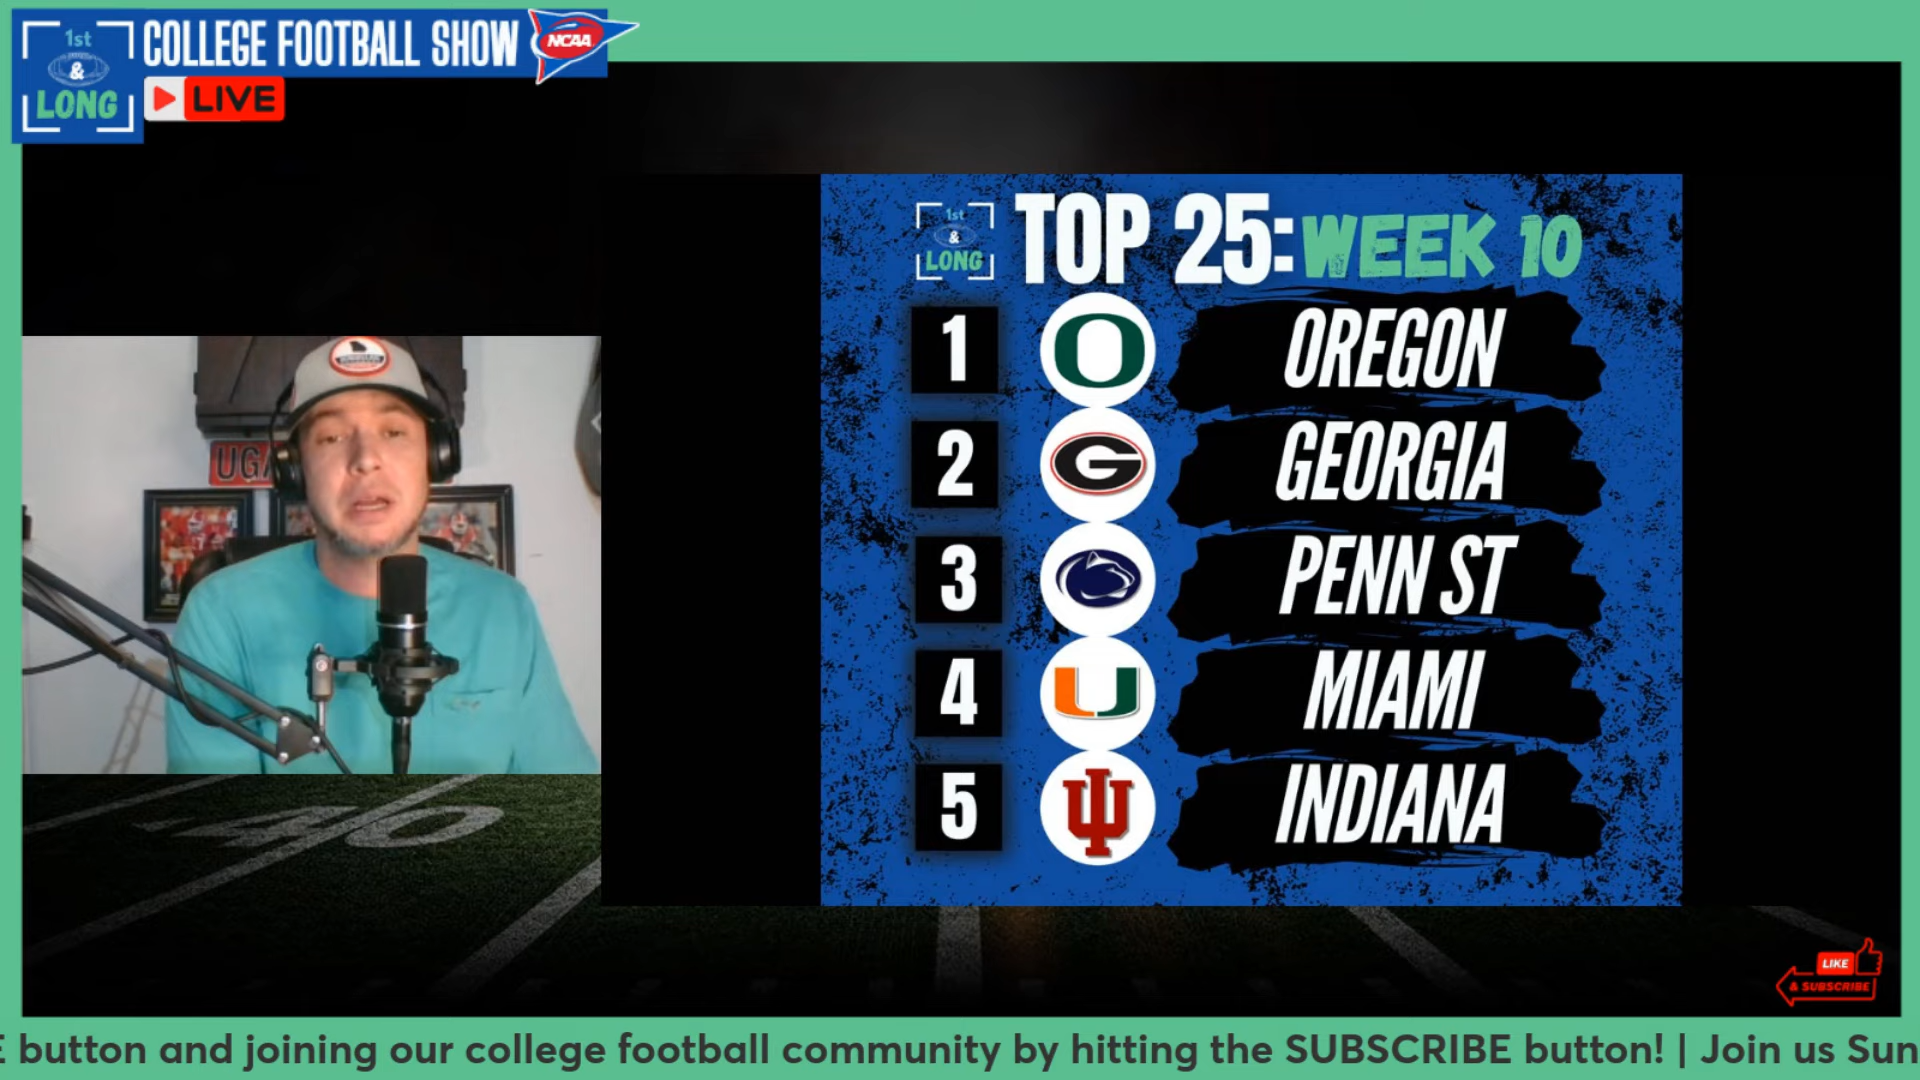 1st
&
LONG
COLLEGE FOOTBALL SHOW
NCAA
LIVE
1st
&
LONG
TOP 25: WEEK 10
1 OREGON
2 G GEORGIA
3 PENN ST
4 MIAMI
5 INDIANA
UGA
40
LIKE
& SUBSCRIBE
button and joining our college football community by hitting the SUBSCRIBE button! | Join us Sun